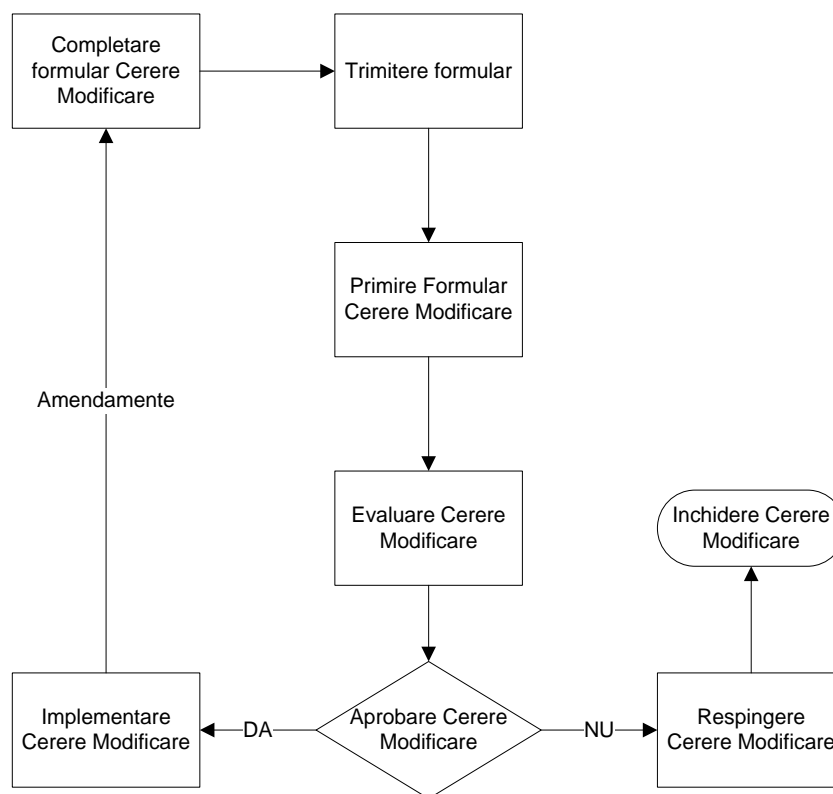 Completare
formular Cerere
Modificare
Trimitere formular
Primire Formular
Cerere Modificare
Amendamente
Evaluare Cerere
Modificare
Inchidere Cerere
Modificare
Implementare
Cerere Modificare
DA
Aprobare Cerere
Modificare
NU
Respingere
Cerere Modificare